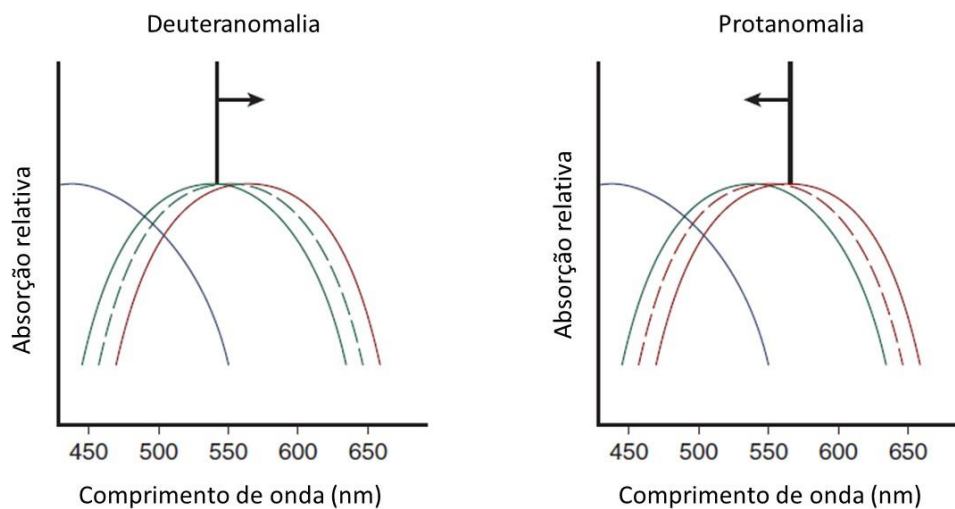 Deuteranomalia
Absorção relativa
450 500 550 600 650
Comprimento de onda (nm)
Protanomalia
Absorção relativa
450 500 550 600 650
Comprimento de onda (nm)